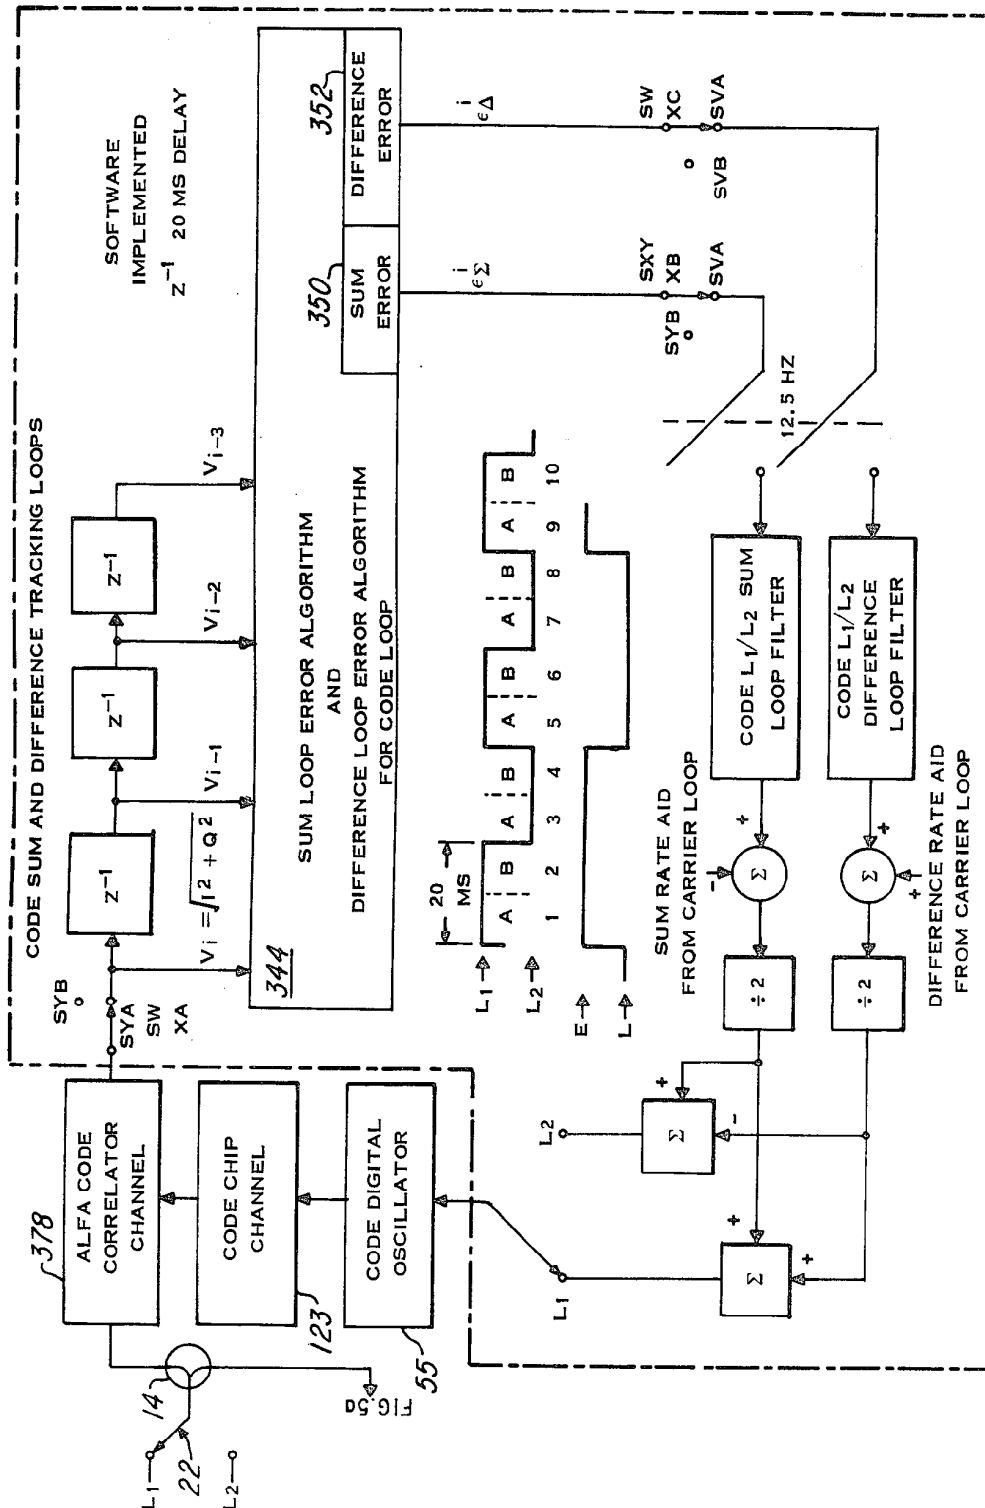 CODE SUM AND DIFFERENCE TRACKING LOOPS
SOFTWARE
IMPLEMENTED
Z⁻¹ 20 MS DELAY
L1
L2
22
14
FIG.5a
378
ALFA CODE
CORRELATOR
CHANNEL
CODE CHIP
CHANNEL
123
CODE DIGITAL
OSCILLATOR
55
SYB
SYA
SW
XA
Z⁻¹
Z⁻¹
Z⁻¹
Vi = √I² + Q²
Vi-1
Vi-2
Vi-3
344
SUM LOOP ERROR ALGORITHM
AND
DIFFERENCE LOOP ERROR ALGORITHM
FOR CODE LOOP
350
SUM
ERROR
352
DIFFERENCE
ERROR
ϵ i Σ
ϵ i Δ
L1
L2
20
MS
A B A B A B A B A B
1 2 3 4 5 6 7 8 9 10
E
L
SXY
XB
SYB
SVA
SW
XC
SVB
SVA
12.5 HZ
SUM RATE AID
FROM CARRIER LOOP
CODE L1/L2 SUM
LOOP FILTER
+
-
Σ
÷2
CODE L1/L2
DIFFERENCE
LOOP FILTER
+
+
Σ
÷2
DIFFERENCE RATE AID
FROM CARRIER LOOP
L2
Σ
+
-
L1
Σ
+
+